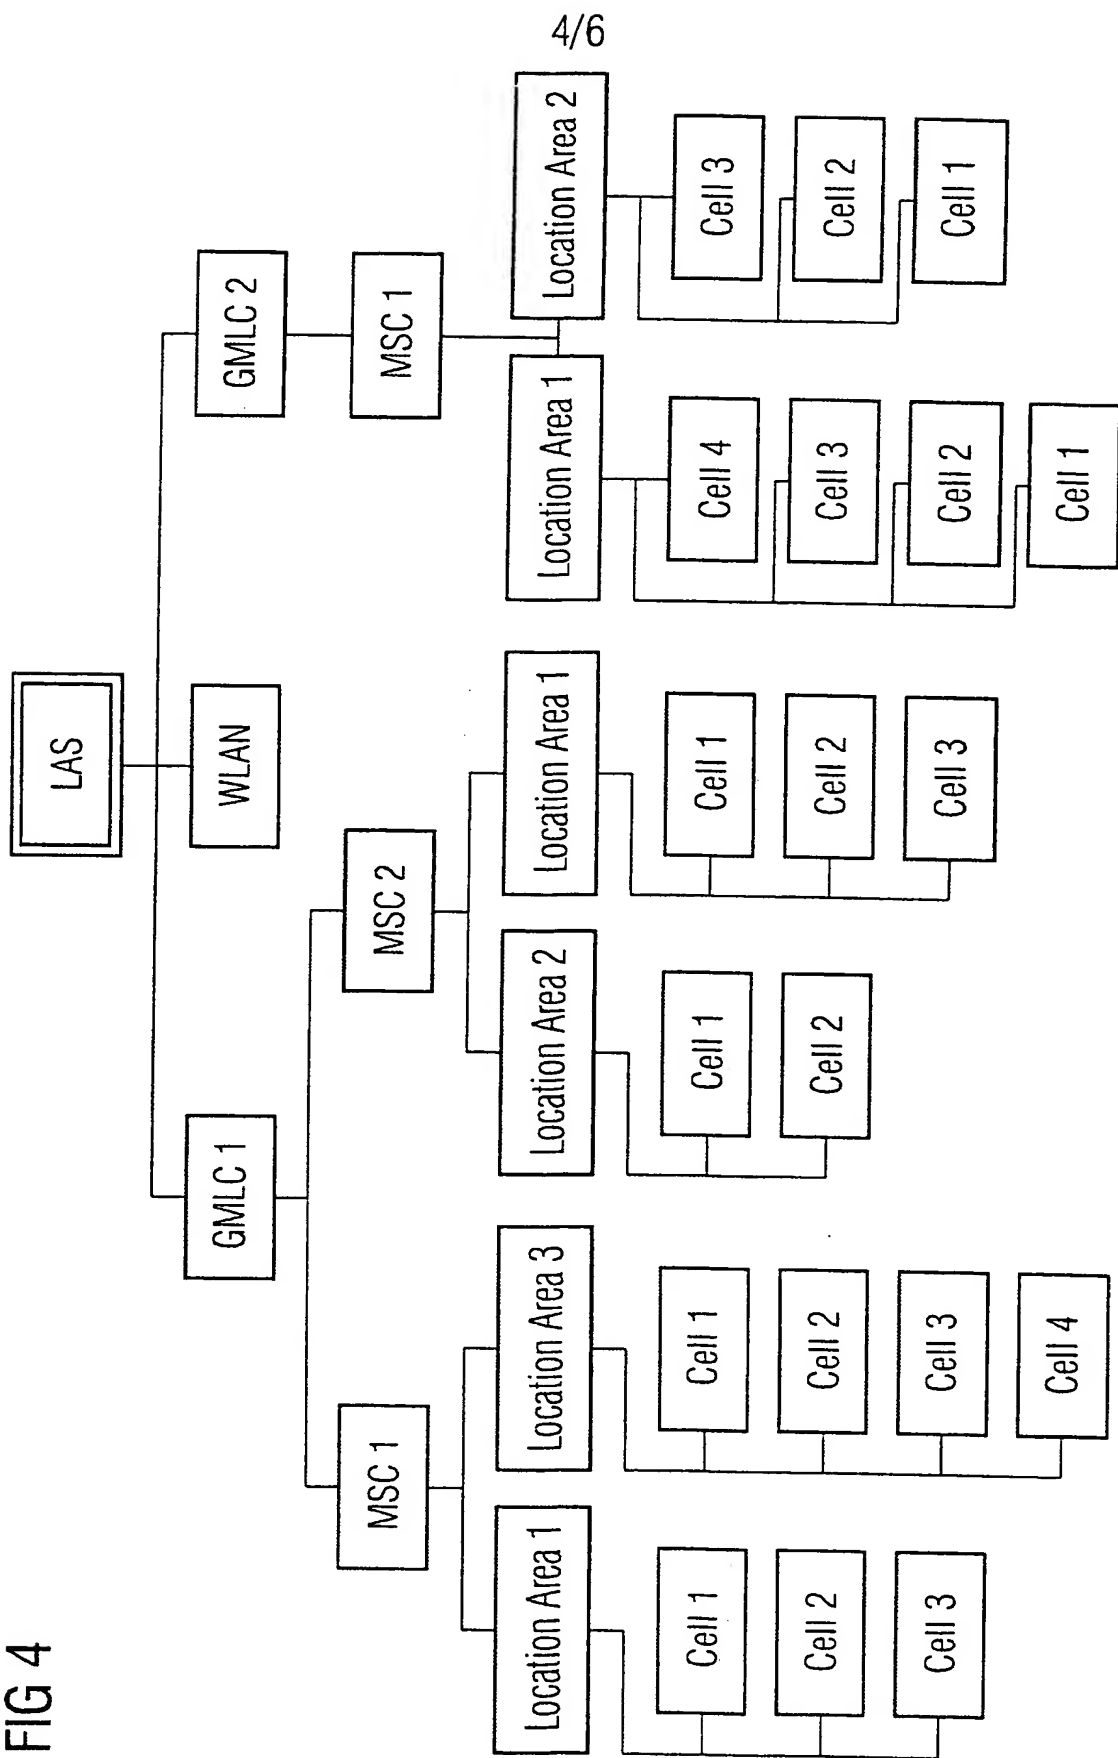 4/6
FIG 4
LAS
GMLC 1
WLAN
GMLC 2
MSC 1
MSC 2
MSC 1
Location Area 1
Location Area 3
Location Area 2
Location Area 1
Location Area 1
Location Area 2
Cell 1
Cell 2
Cell 3
Cell 1
Cell 2
Cell 3
Cell 4
Cell 1
Cell 2
Cell 1
Cell 2
Cell 3
Cell 4
Cell 3
Cell 2
Cell 1
Cell 3
Cell 2
Cell 1